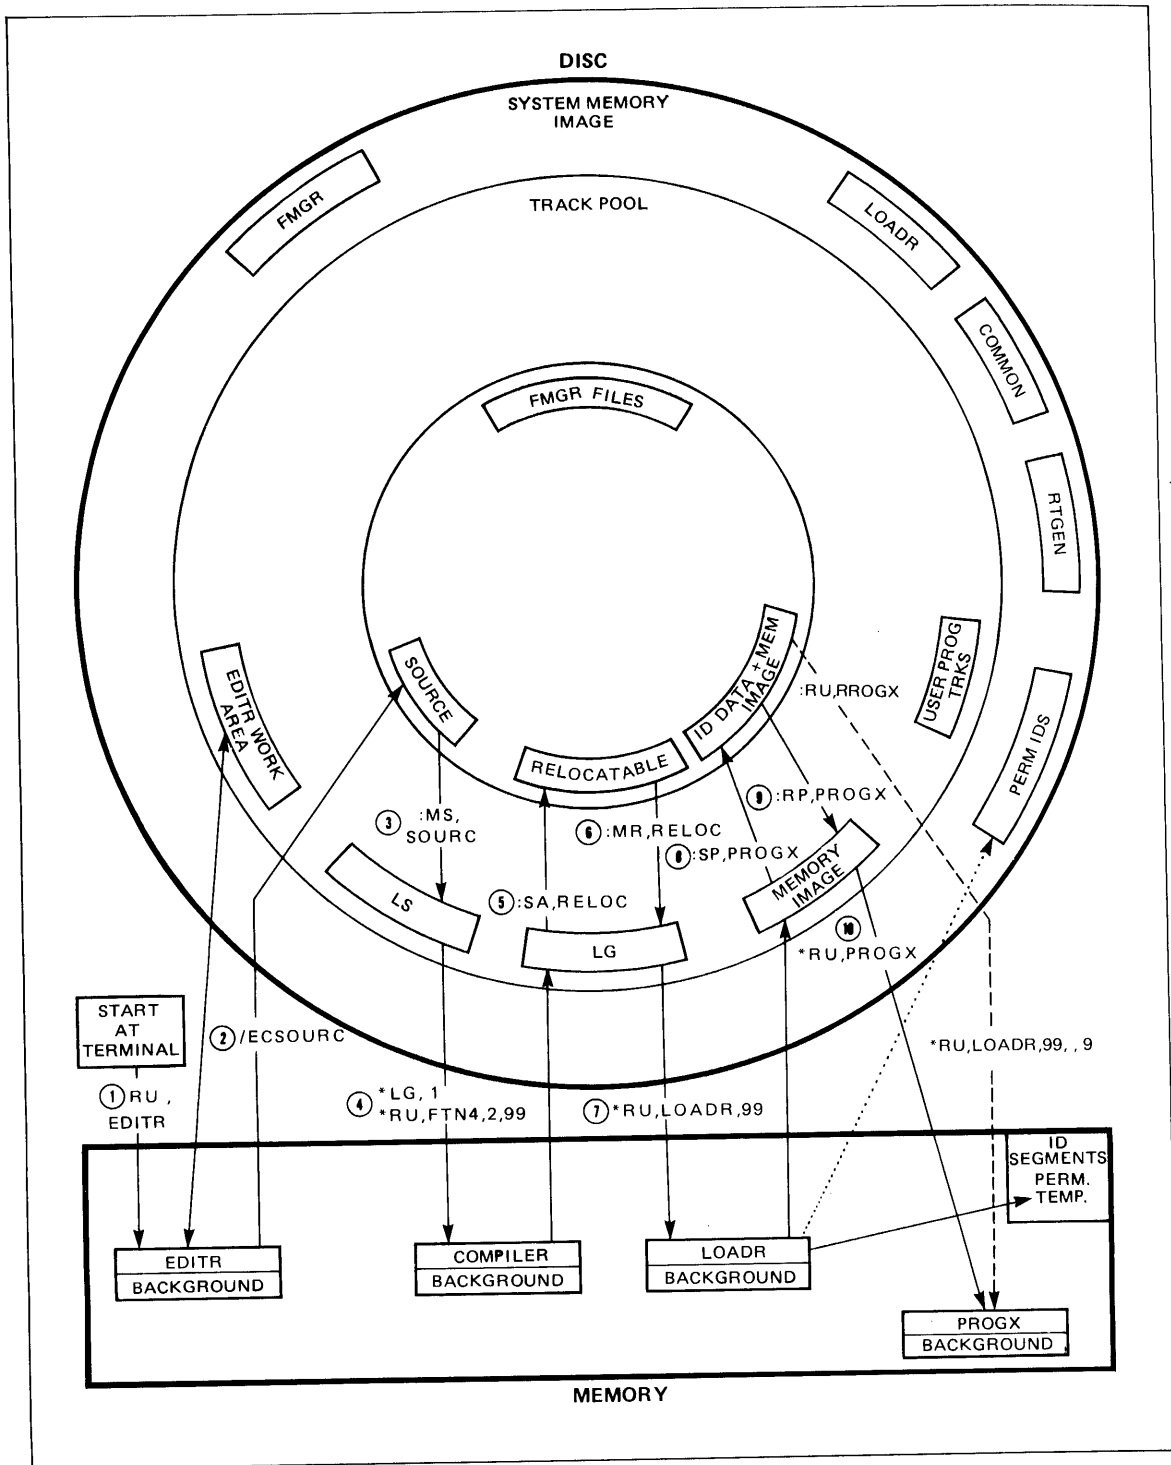 DISC
SYSTEM MEMORY
IMAGE
FMGR
LOADR
TRACK POOL
COMMON
FMGR FILES
RTGEN
SOURCE
ID DATA + MEM
IMAGE
:RU,RROGX
USER PROG
TRKS
PERM IDS
EDITR WORK
AREA
RELOCATABLE
3 :MS,
SOURC
6 :MR,RELOC
9 :RP,PROGX
8 :SP,PROGX
LS
5 :SA,RELOC
MEMORY
IMAGE
LG
10
*RU,PROGX
START
AT
TERMINAL
2 /ECSOURC
*RU,LOADR,99, , 9
1 RU ,
EDITR
4 *LG, 1
*RU,FTN4,2,99
7 *RU,LOADR,99
ID
SEGMENTS
PERM.
TEMP.
EDITR
BACKGROUND
COMPILER
BACKGROUND
LOADR
BACKGROUND
PROGX
BACKGROUND
MEMORY